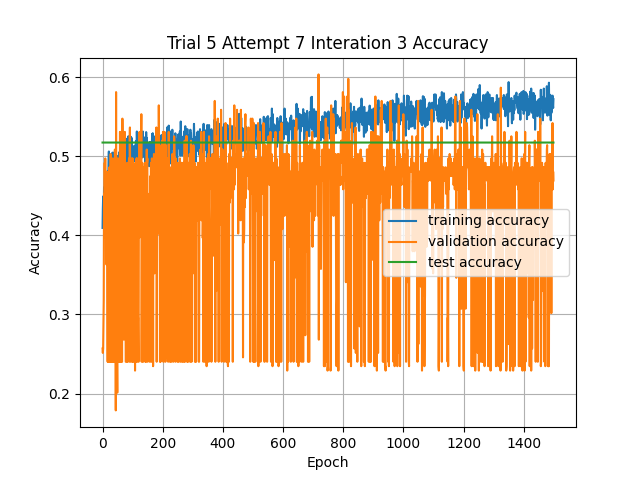 Trial 5 Attempt 7 Interation 3 Accuracy
0.6
0.5
0.4
0.3
0.2
Accuracy
training accuracy
validation accuracy
test accuracy
0 200 400 600 800 1000 1200 1400
Epoch